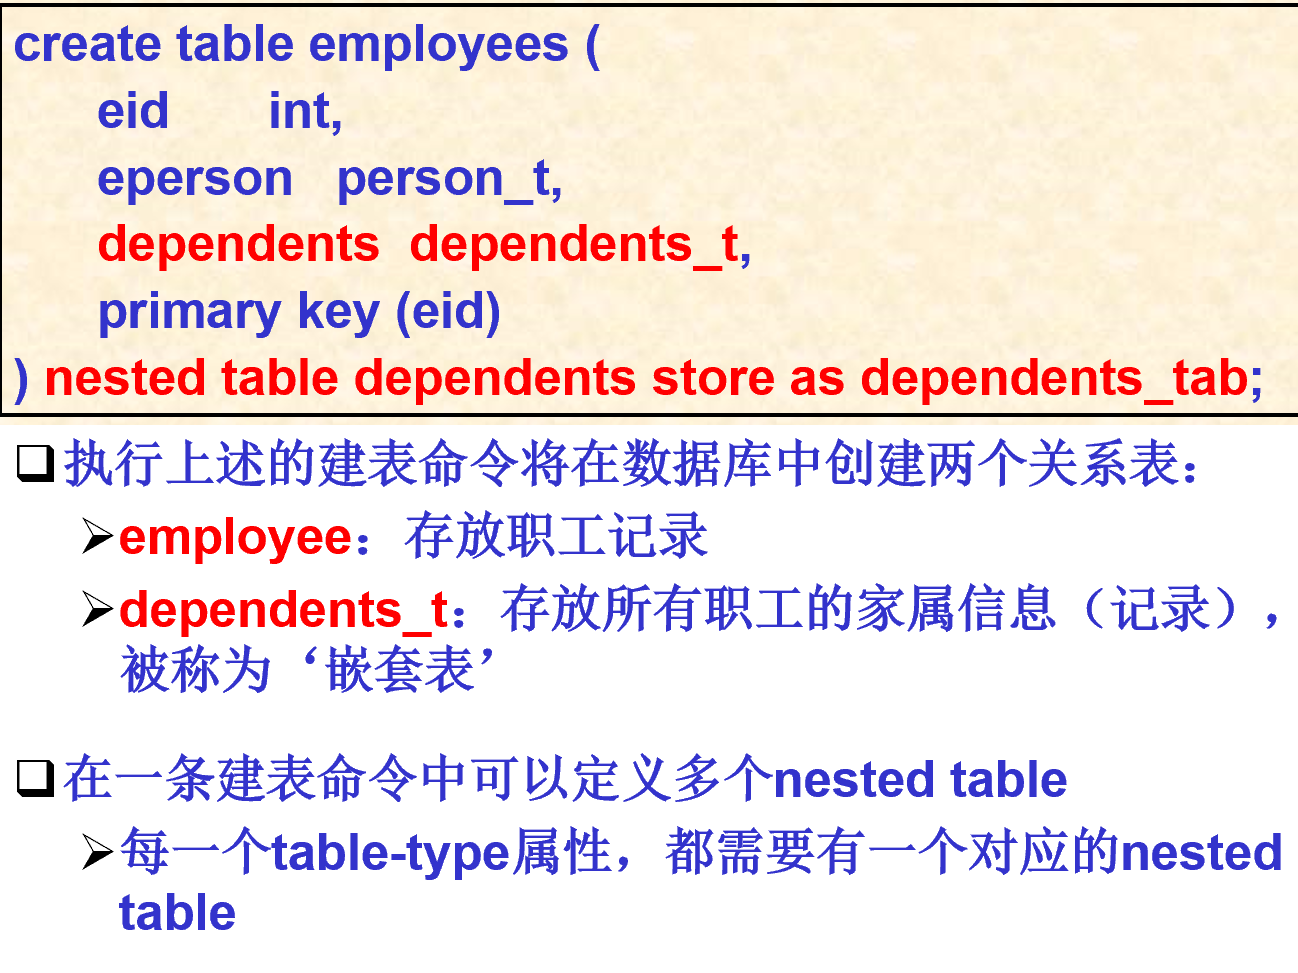 create table employees (
eid int,
eperson person_t,
dependents dependents_t,
primary key (eid)
) nested table dependents store as dependents_tab;
执行上述的建表命令将在数据库中创建两个关系表：
employee：存放职工记录
dependents_t：存放所有职工的家属信息（记录），
被称为‘嵌套表’
在一条建表命令中可以定义多个nested table
每一个table-type属性，都需要有一个对应的nested
table